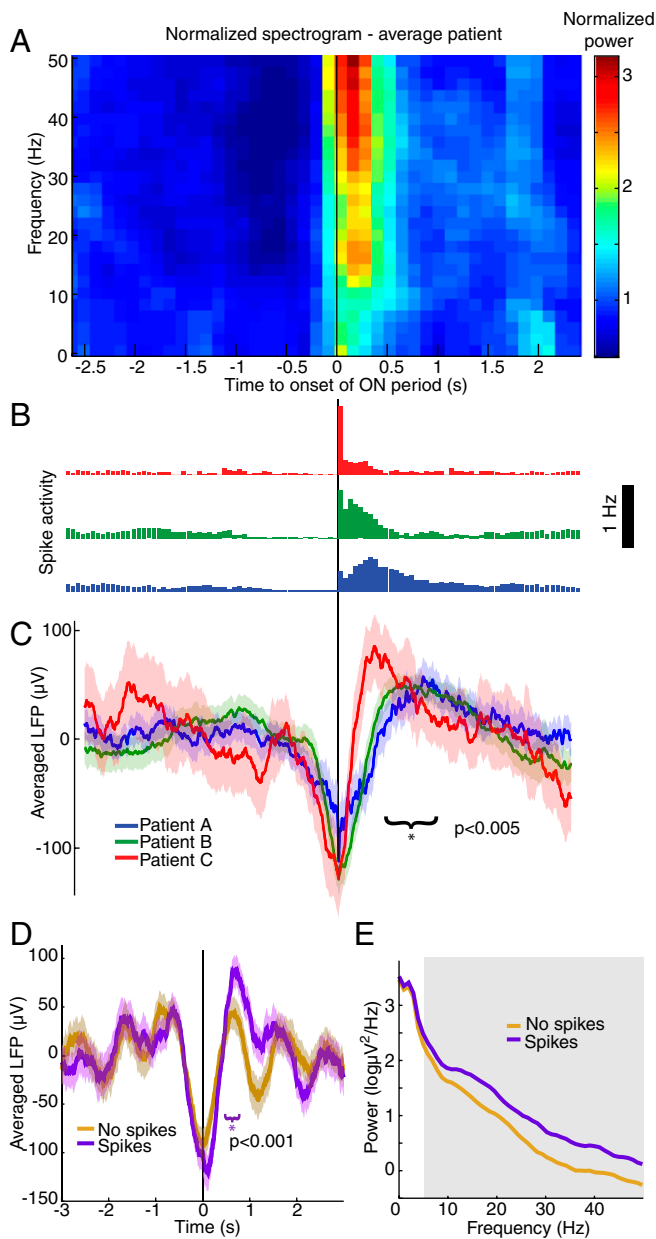 A
Normalized spectrogram - average patient
Normalized
power
Frequency (Hz)
50
40
30
20
10
0
-2.5
-2
-1.5
-1
-0.5
0
0.5
1
1.5
2
Time to onset of ON period (s)
3
2
1
B
Spike activity
1 Hz
C
Averaged LFP (µV)
100
0
-100
Patient A
Patient B
Patient C
*
p<0.005
D
Averaged LFP (µV)
100
50
0
-50
-100
-150
No spikes
Spikes
*
p<0.001
-3
-2
-1
0
1
2
Time (s)
E
Power (logµV²/Hz)
3
2
1
0
No spikes
Spikes
0
10
20
30
40
Frequency (Hz)